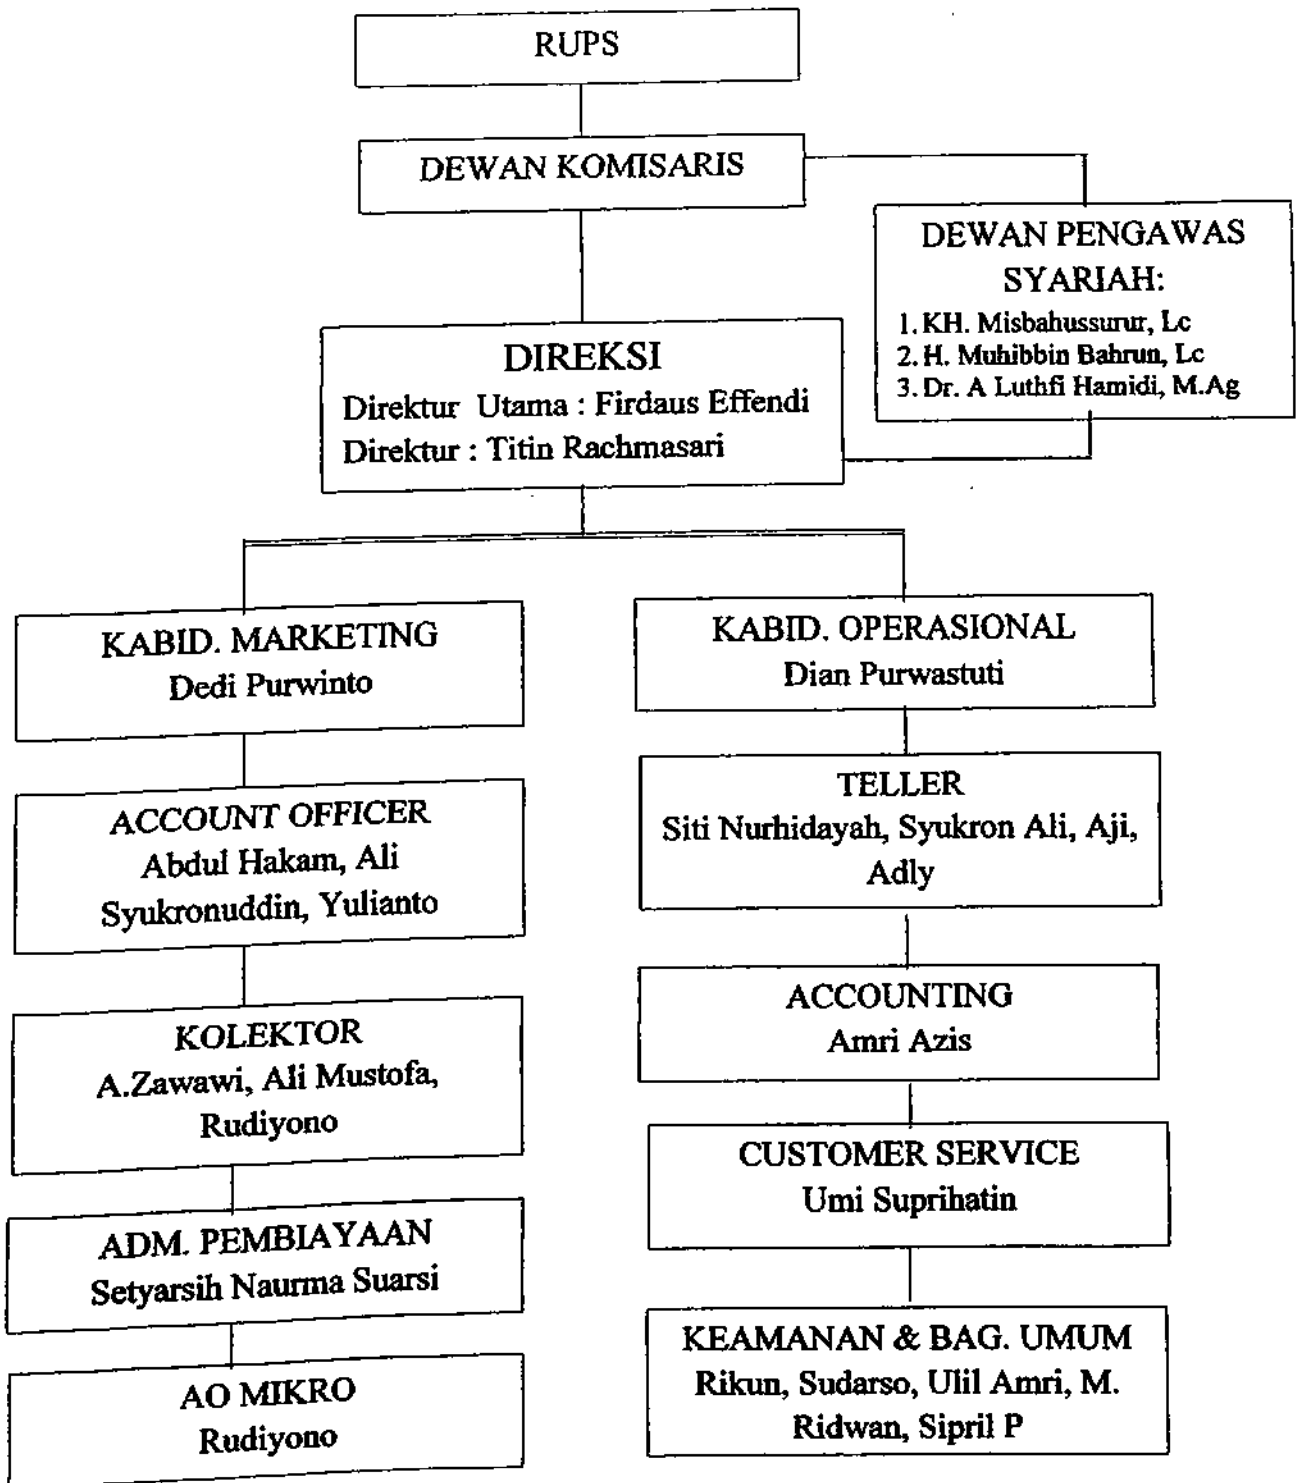 RUPS
DEWAN KOMISARIS
DEWAN PENGAWAS
SYARIAH:
1. KH. Misbahussurur, Lc
2. H. Muhibbin Bahrun, Lc
3. Dr. A Luthfi Hamidi, M.Ag
DIREKSI
Direktur Utama : Firdaus Effendi
Direktur : Titin Rachmasari
KABID. MARKETING
Dedi Purwinto
ACCOUNT OFFICER
Abdul Hakam, Ali
Syukronuddin, Yulianto
KOLEKTOR
A.Zawawi, Ali Mustofa,
Rudiyono
ADM. PEMBIAYAAN
Setyarsih Naurma Suarsi
AO MIKRO
Rudiyono
KABID. OPERASIONAL
Dian Purwastuti
TELLER
Siti Nurhidayah, Syukron Ali, Aji,
Adly
ACCOUNTING
Amri Azis
CUSTOMER SERVICE
Umi Suprihatin
KEAMANAN & BAG. UMUM
Rikun, Sudarso, Ulil Amri, M.
Ridwan, Sipril P